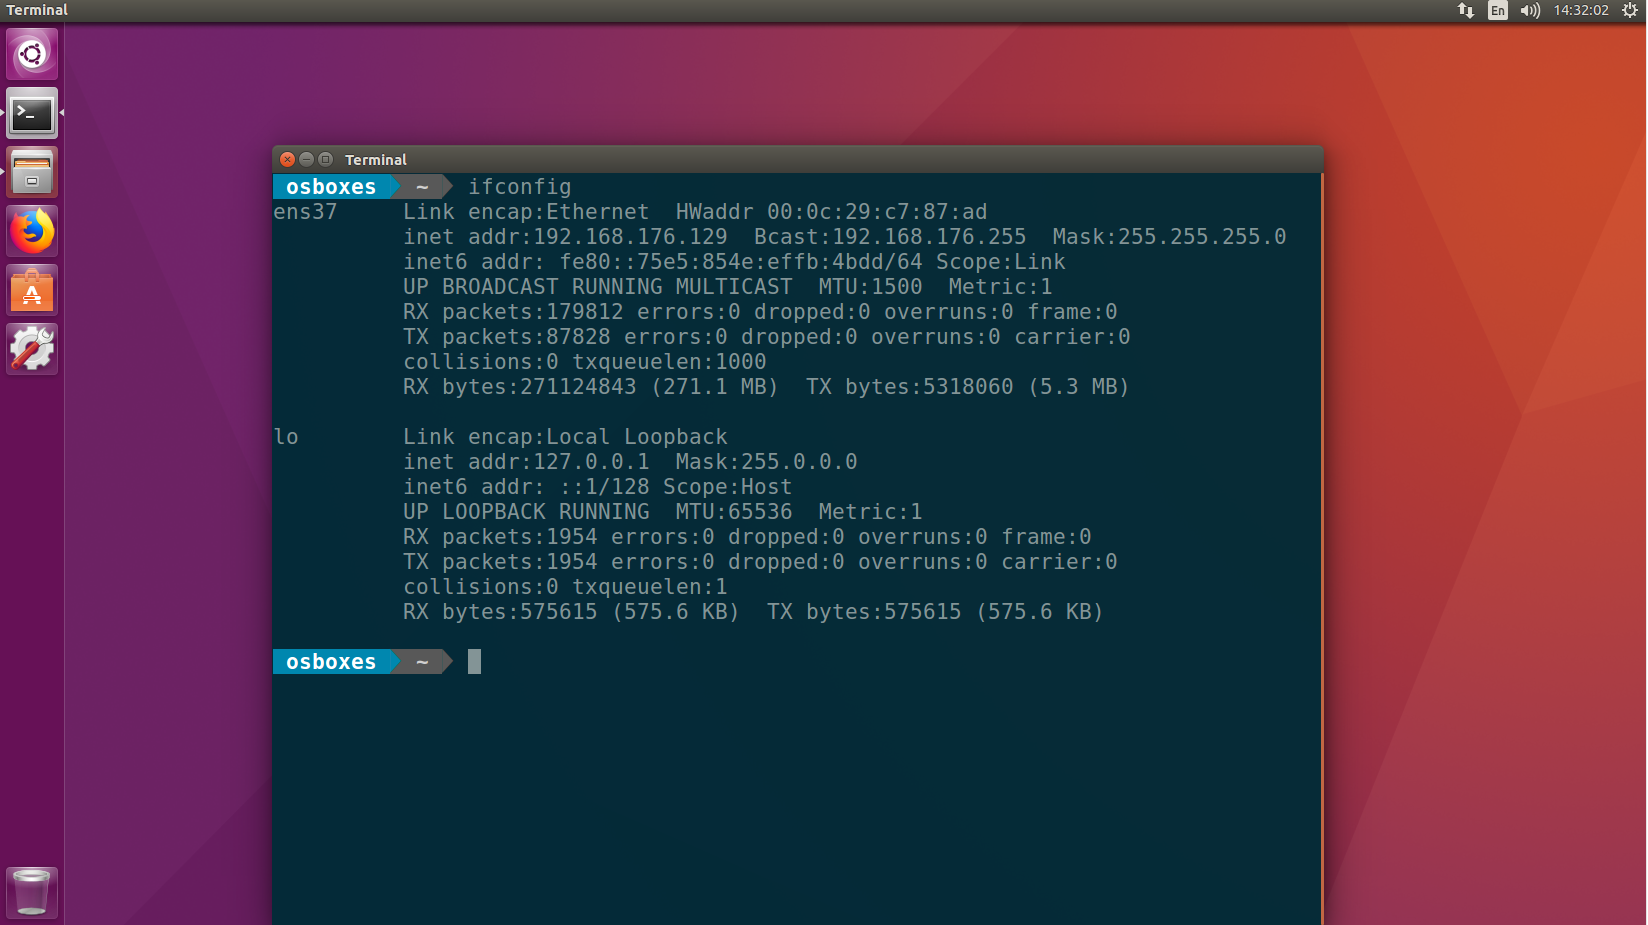 Terminal
En 14:32:02
Terminal
osboxes ~ ifconfig
ens37 Link encap:Ethernet HWaddr 00:0c:29:c7:87:ad
inet addr:192.168.176.129 Bcast:192.168.176.255 Mask:255.255.255.0
inet6 addr: fe80::75e5:854e:effb:4bdd/64 Scope:Link
UP BROADCAST RUNNING MULTICAST MTU:1500 Metric:1
RX packets:179812 errors:0 dropped:0 overruns:0 frame:0
TX packets:87828 errors:0 dropped:0 overruns:0 carrier:0
collisions:0 txqueuelen:1000
RX bytes:271124843 (271.1 MB) TX bytes:5318060 (5.3 MB)
lo Link encap:Local Loopback
inet addr:127.0.0.1 Mask:255.0.0.0
inet6 addr: ::1/128 Scope:Host
UP LOOPBACK RUNNING MTU:65536 Metric:1
RX packets:1954 errors:0 dropped:0 overruns:0 frame:0
TX packets:1954 errors:0 dropped:0 overruns:0 carrier:0
collisions:0 txqueuelen:1
RX bytes:575615 (575.6 KB) TX bytes:575615 (575.6 KB)
osboxes ~